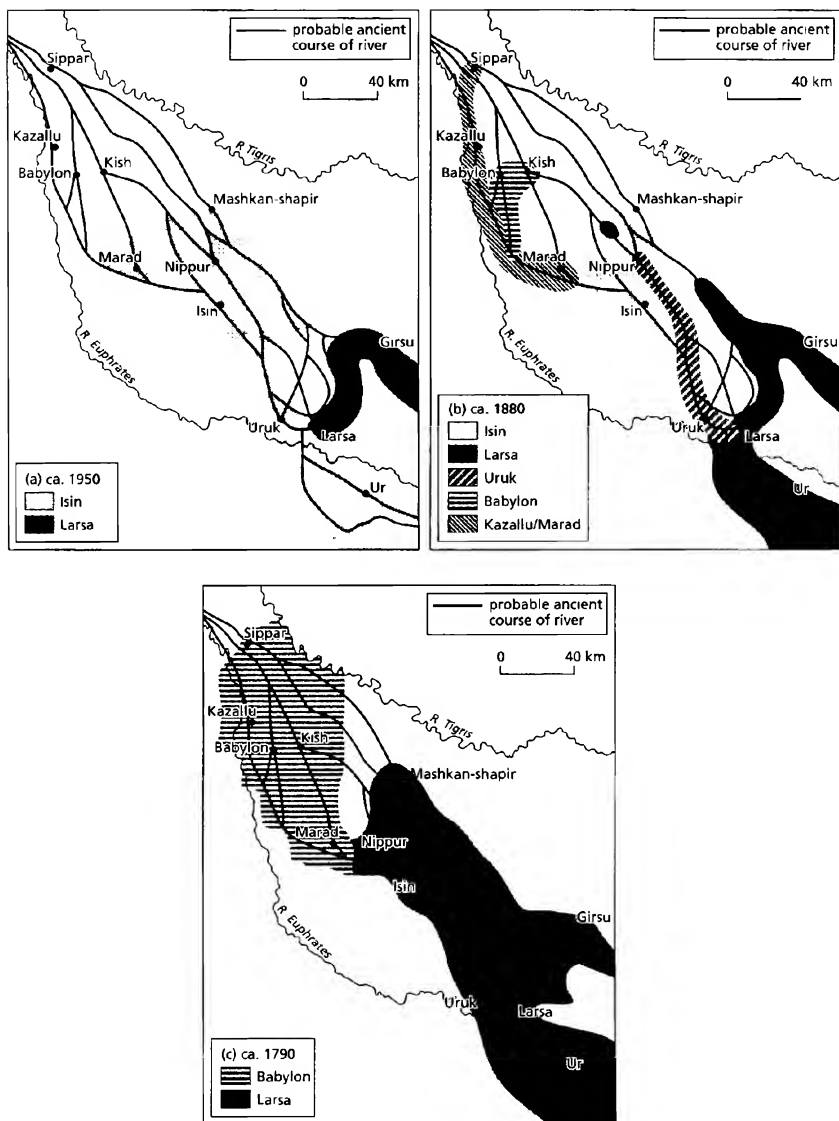 probable ancient
course of river
0 40 km
Sippar
R. Tigris
Kazallu
Babylon
Kish
Mashkan-shapir
Marad
Nippur
Isin
R. Euphrates
Girsu
Uruk
Larsa
Ur
(a) ca. 1950
Isin
Larsa
probable ancient
course of river
0 40 km
Sippar
R. Tigris
Kazallu
Kish
Babylon
Mashkan-shapir
Marad
Nippur
Isin
R. Euphrates
Girsu
Uruk
Larsa
Ur
(b) ca. 1880
Isin
Larsa
Uruk
Babylon
Kazallu/Marad
probable ancient
course of river
0 40 km
Sippar
R. Tigris
Kazallu
Kish
Babylon
Mashkan-shapir
Marad
Nippur
Isin
R. Euphrates
Girsu
Uruk
Larsa
Ur
(c) ca. 1790
Babylon
Larsa